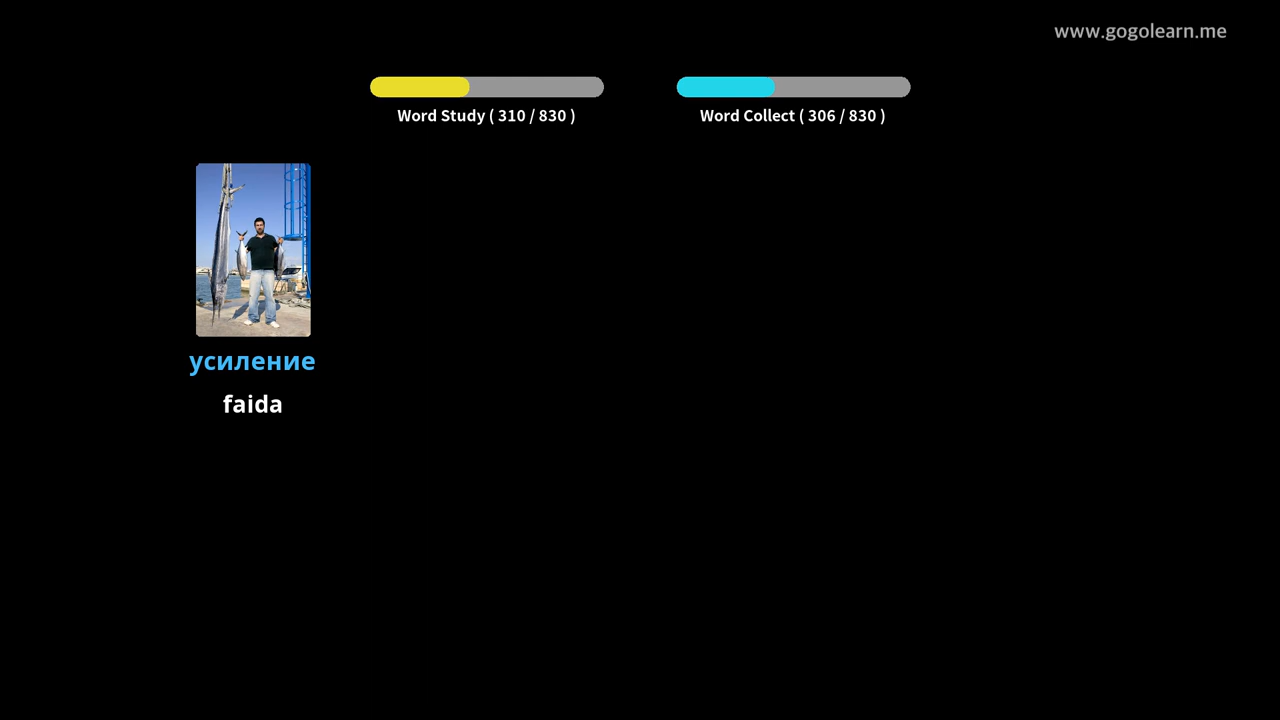 www.gogolearn.me
Word Study ( 310 / 830 )
Word Collect ( 306 / 830 )
усиление
faida